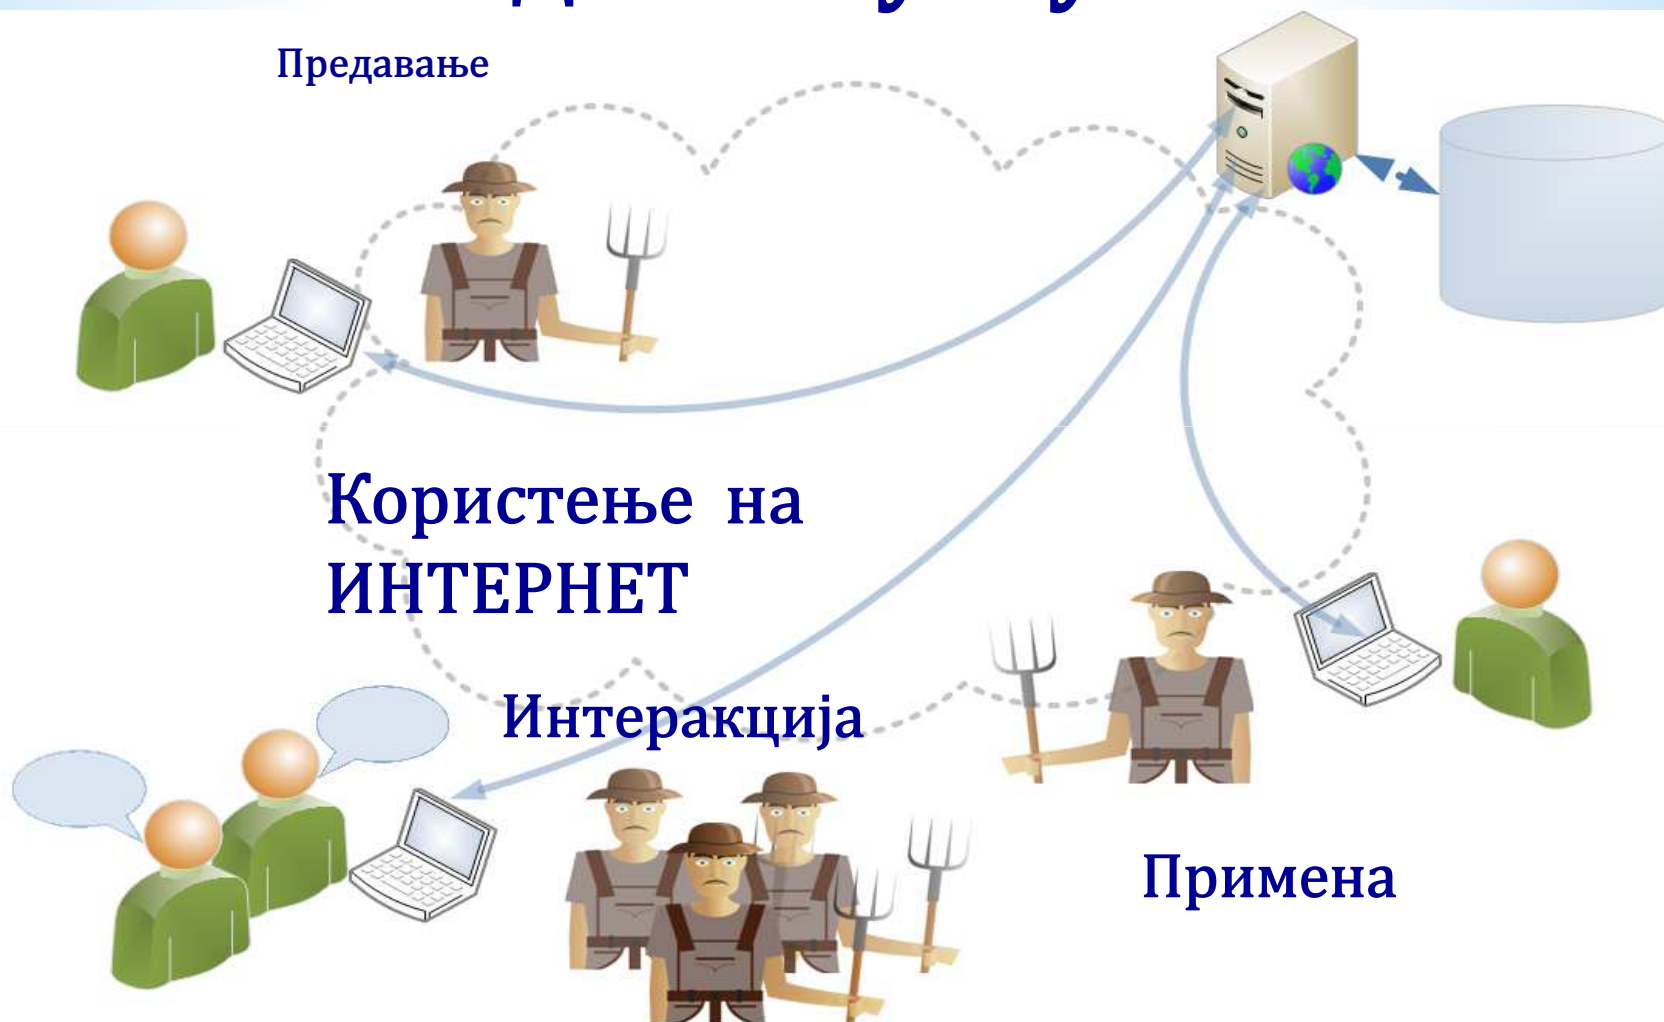 Предавање
Користење на
ИНТЕРНЕТ
Интеракција
Примена